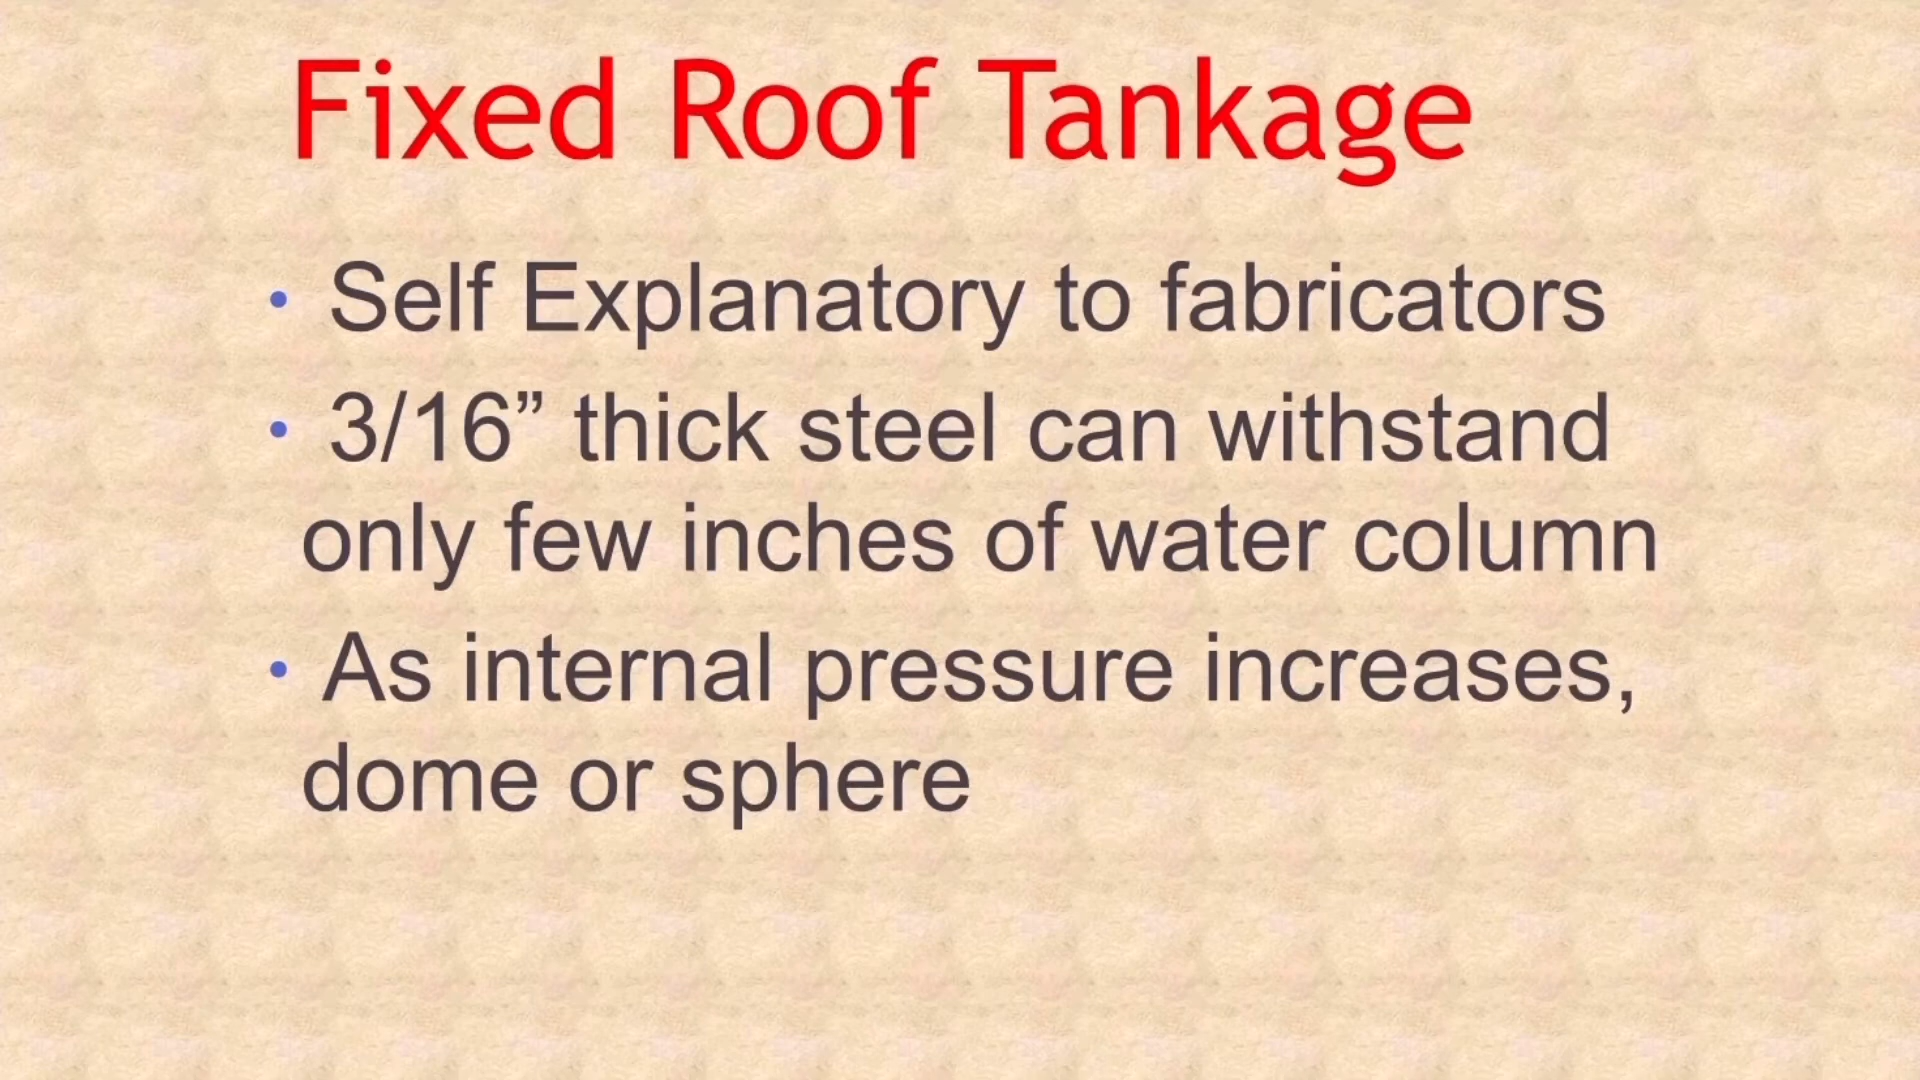 Fixed Roof Tankage
• Self Explanatory to fabricators
• 3/16” thick steel can withstand
only few inches of water column
• As internal pressure increases,
dome or sphere